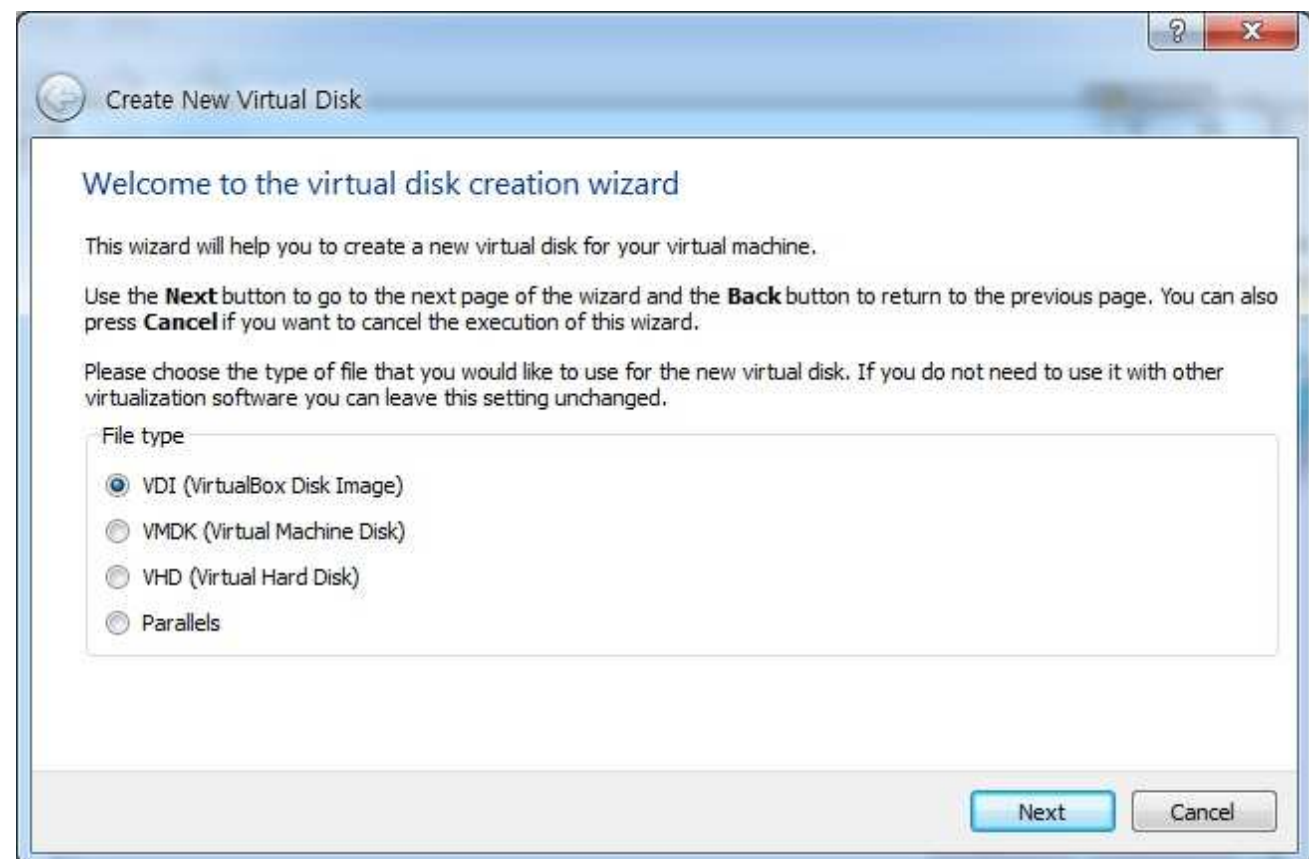 Create New Virtual Disk
Welcome to the virtual disk creation wizard
This wizard will help you to create a new virtual disk for your virtual machine.
Use the Next button to go to the next page of the wizard and the Back button to return to the previous page. You can also
press Cancel if you want to cancel the execution of this wizard.
Please choose the type of file that you would like to use for the new virtual disk. If you do not need to use it with other
virtualization software you can leave this setting unchanged.
File type
VDI (VirtualBox Disk Image)
VMDK (Virtual Machine Disk)
VHD (Virtual Hard Disk)
Parallels
Next
Cancel